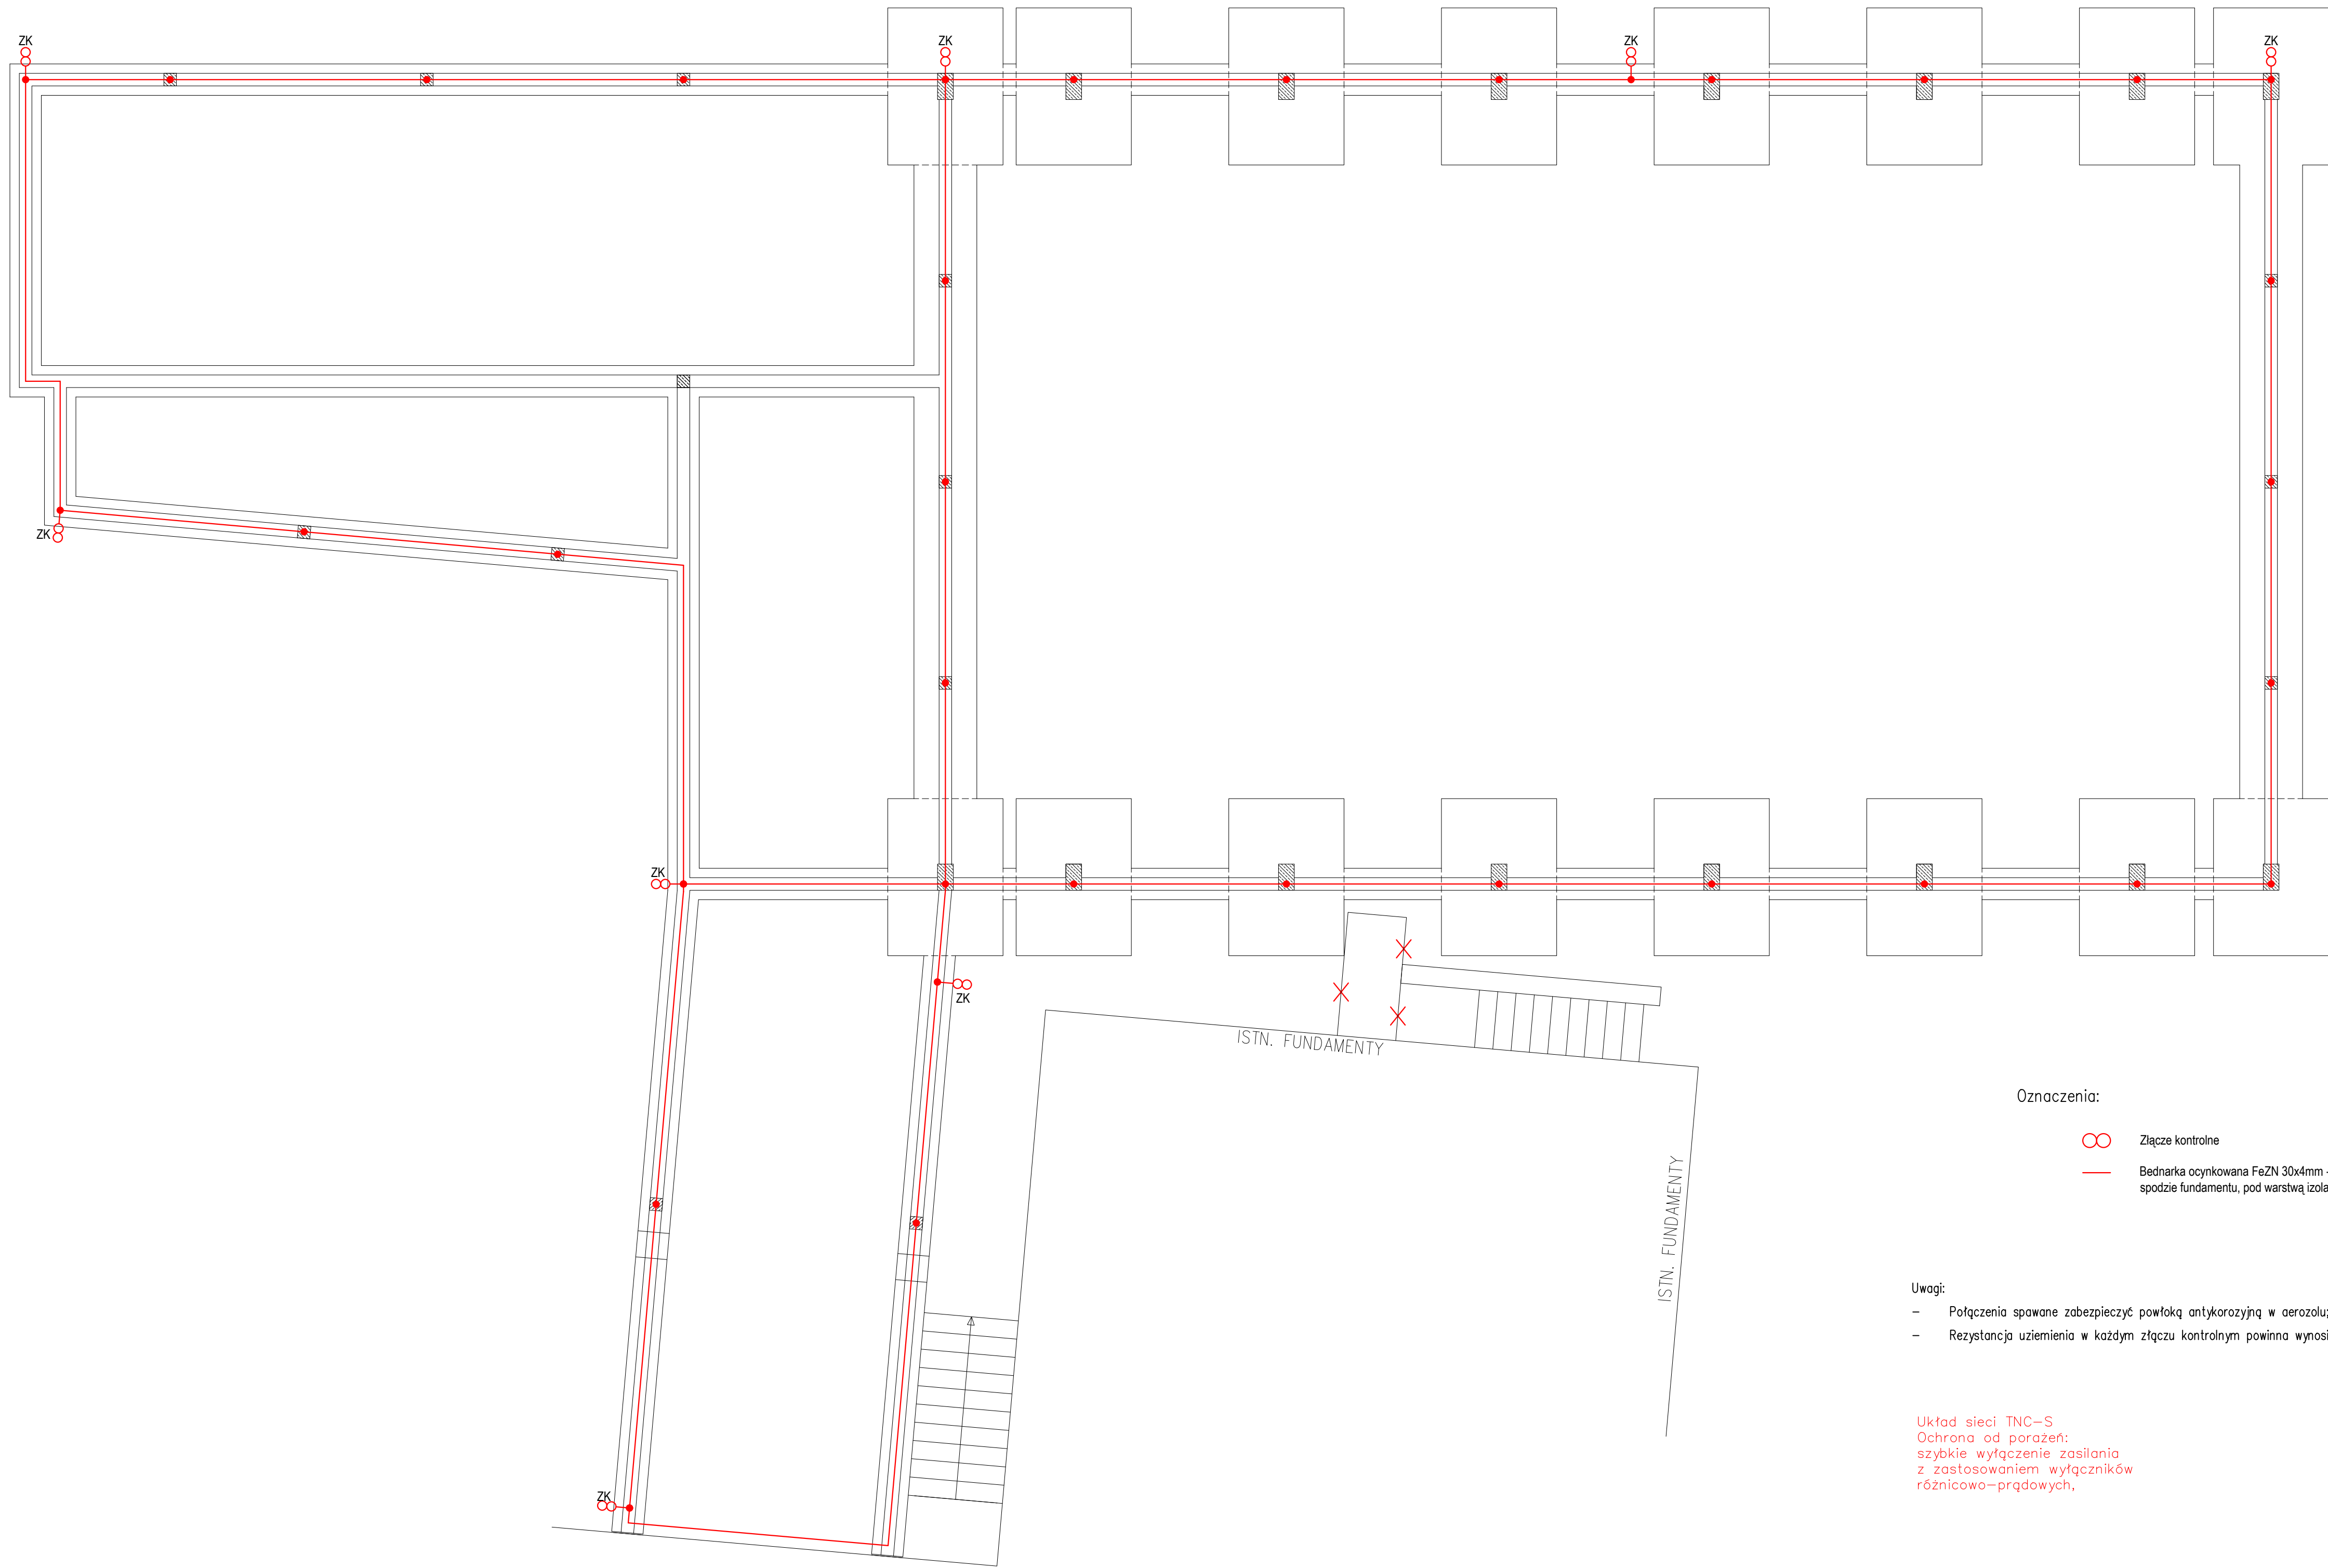 ZK
ZK
ZK
ZK
ZK
ZK
ZK
ISTN. FUNDAMENTY
ISTN. FUNDAMENTY
Oznaczenia:
Złącze kontrolne
Bednarka ocynkowana FeZN 30x4mm -
spodzie fundamentu, pod warstwą
Uwagi:
– Połączenia spawane zabezpieczyć powłoką antykorozyjną w aerozolu;
– Rezystancja uziemienia w każdym złączu kontrolnym powinna
ZK
Układ sieci TNC–S
Ochrona od porażeń:
szybkie wyłączenie zasilania
z zastosowaniem wyłączników
różnicowo–prądowych,